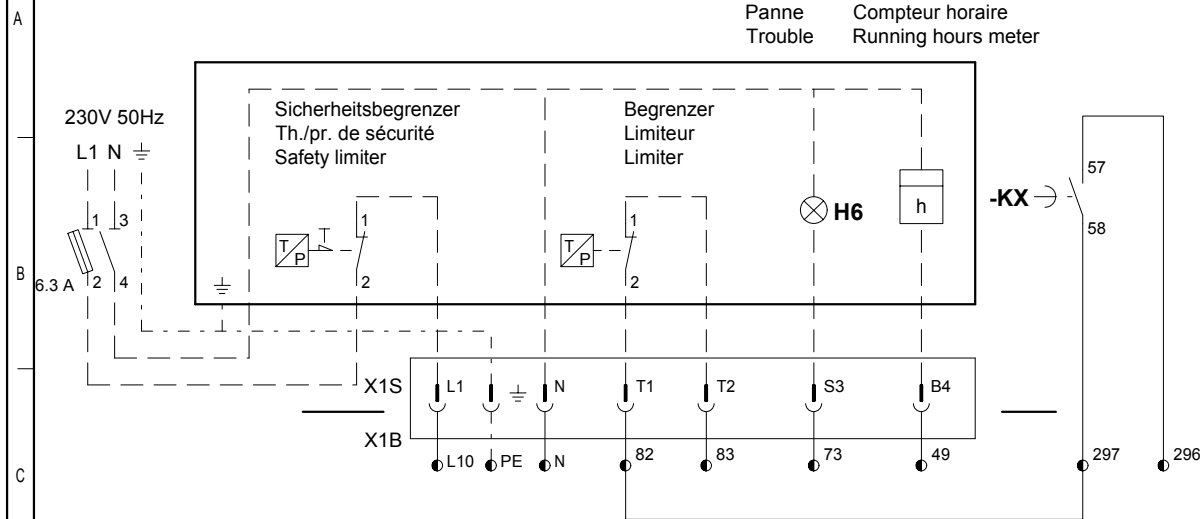 A
Panne Compteur horaire
Trouble Running hours meter
230V 50Hz
L1 N
Sicherheitsbegrenzer
Th./pr. de sécurité
Safety limiter
Begrenzer
Limiteur
Limiter
57
-KX
58
1 3
1
1
H6
h
T
P
T
P
B
6.3 A
2 4
2
2
X1S L1 N T1 T2 S3 B4
X1B
C
L10 PE N 82 83 73 49 297 296